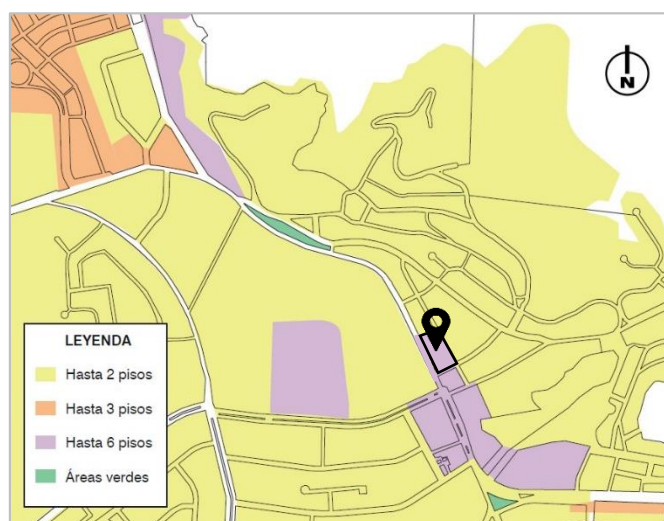 N
LEYENDA
Hasta 2 pisos
Hasta 3 pisos
Hasta 6 pisos
Áreas verdes